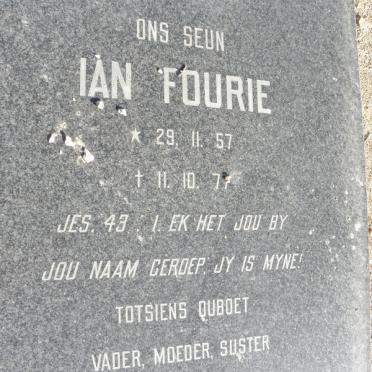 ONS SEUN
IAN FOURIE
* 29. 11. 57
† 11. 10. 77
JES. 43 : 1. EK HET JOU BY
JOU NAAM GEROEP, JY IS MYNE!
TOTSIENS OUBOET
VADER, MOEDER, SUSTER